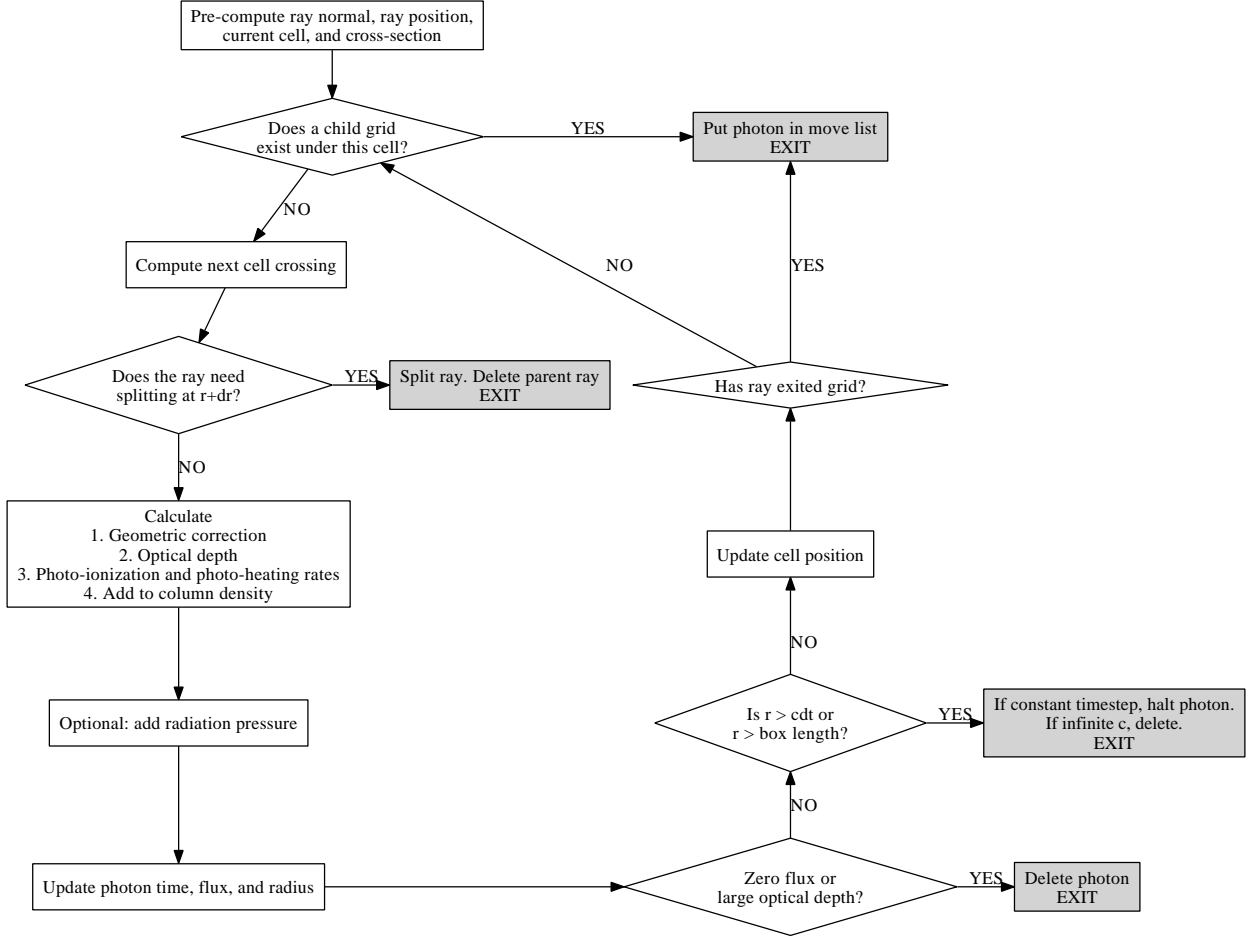 Pre-compute ray normal, ray position,
current cell, and cross-section
Does a child grid
exist under this cell?
YES
Put photon in move list
EXIT
NO
Compute next cell crossing
NO
YES
Does the ray need
splitting at r+dr?
YES
Split ray. Delete parent ray
EXIT
Has ray exited grid?
NO
Calculate
1. Geometric correction
2. Optical depth
3. Photo-ionization and photo-heating rates
4. Add to column density
Update cell position
NO
Optional: add radiation pressure
Is r > cdt or
r > box length?
YES
If constant timestep, halt photon.
If infinite c, delete.
EXIT
NO
Update photon time, flux, and radius
Zero flux or
large optical depth?
YES
Delete photon
EXIT